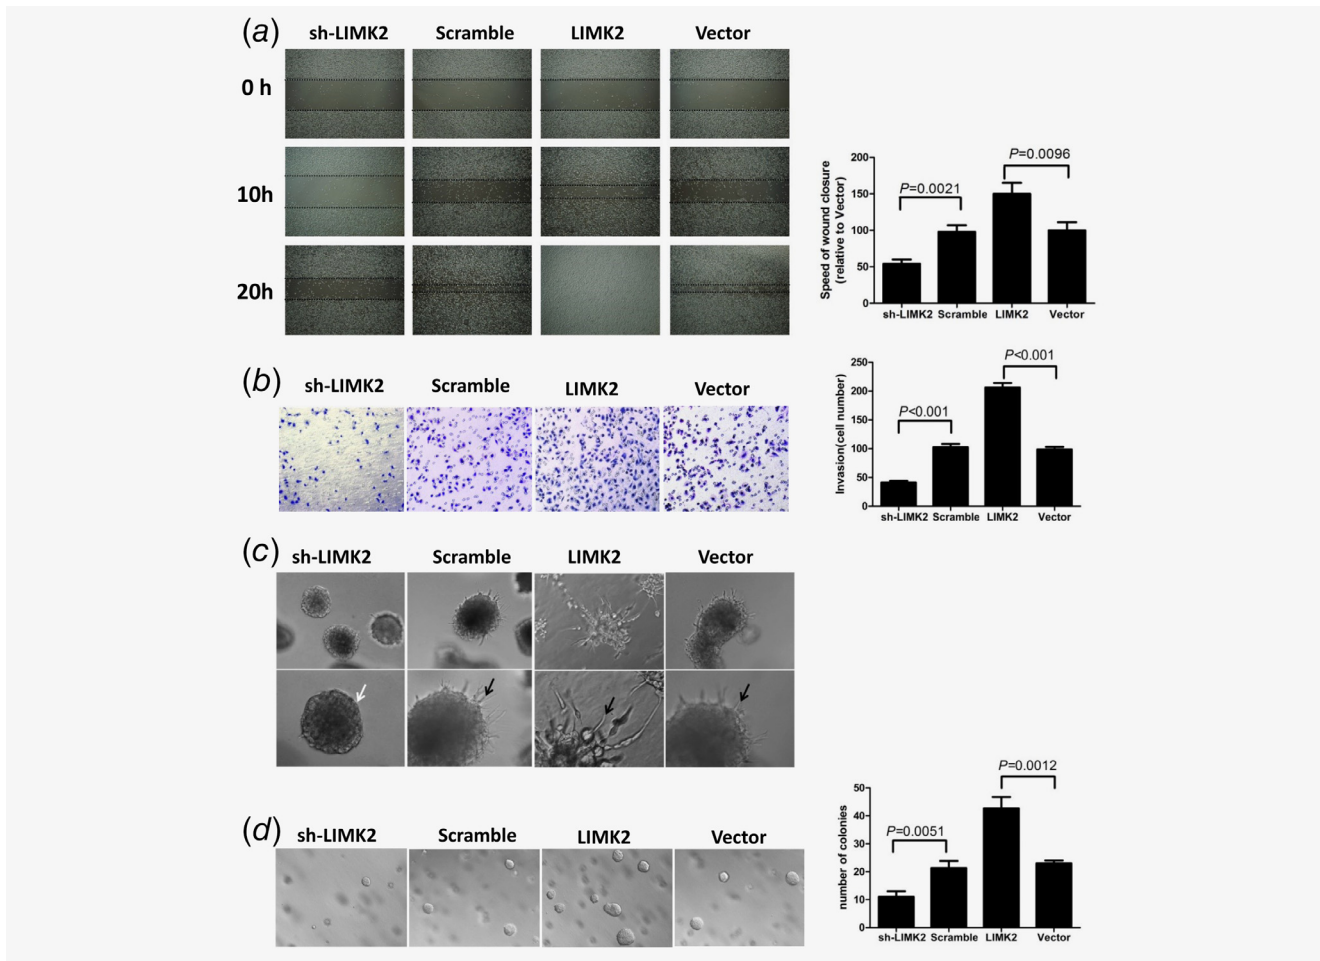 (a)
sh-LIMK2 Scramble LIMK2 Vector
0 h
10h
20h
Speed of wound closure
(relative to Vector)
200
150
100
50
0
P=0.0021
P=0.0096
sh-LIMK2 Scramble LIMK2 Vector
(b)
sh-LIMK2 Scramble LIMK2 Vector
Invasion(cell number)
250
200
150
100
50
0
P<0.001
P<0.001
sh-LIMK2 Scramble LIMK2 Vector
(c)
sh-LIMK2 Scramble LIMK2 Vector
(d)
sh-LIMK2 Scramble LIMK2 Vector
number of colonies
50
40
30
20
10
0
P=0.0051
P=0.0012
sh-LIMK2 Scramble LIMK2 Vector